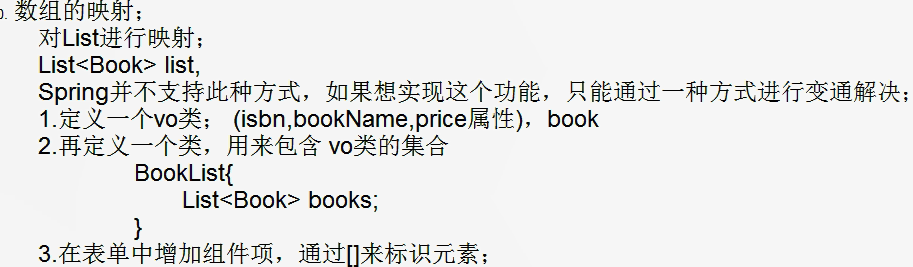 数组的映射；
对List进行映射；
List<Book> list,
Spring并不支持此种方式，如果想实现这个功能，只能通过一种方式进行变通解决；
1.定义一个vo类； (isbn,bookName,price属性)，book
2.再定义一个类，用来包含 vo类的集合
BookList{
List<Book> books;
}
3.在表单中增加组件项，通过[]来标识元素；